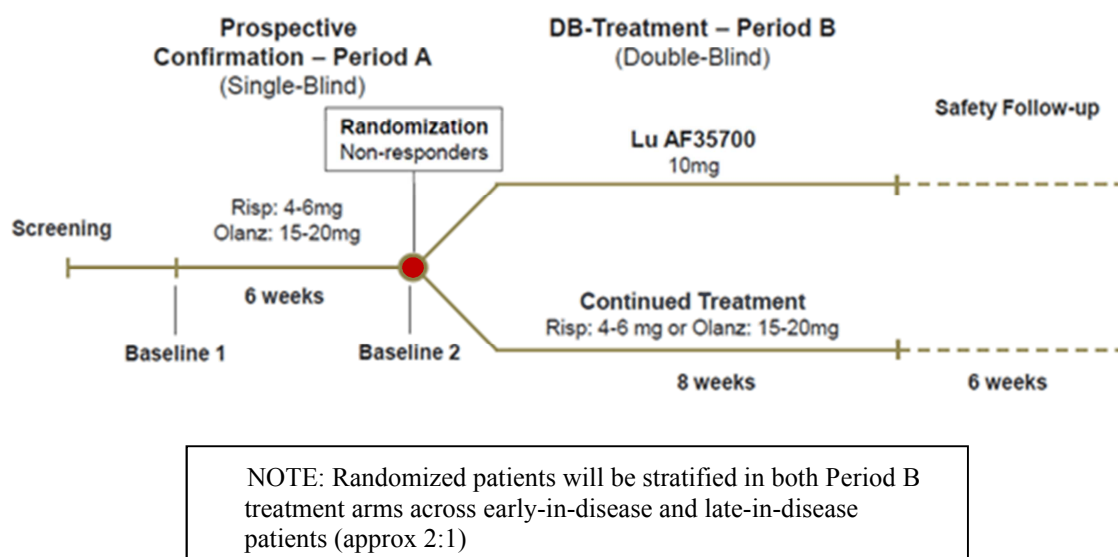 Prospective
Confirmation – Period A
(Single-Blind)
DB-Treatment – Period B
(Double-Blind)
Safety Follow-up
Randomization
Non-responders
Lu AF35700
10mg
Risp: 4-6mg
Olanz: 15-20mg
Screening
6 weeks
Baseline 1
Baseline 2
Continued Treatment
Risp: 4-6 mg or Olanz: 15-20mg
8 weeks
6 weeks
NOTE: Randomized patients will be stratified in both Period B
treatment arms across early-in-disease and late-in-disease
patients (approx 2:1)